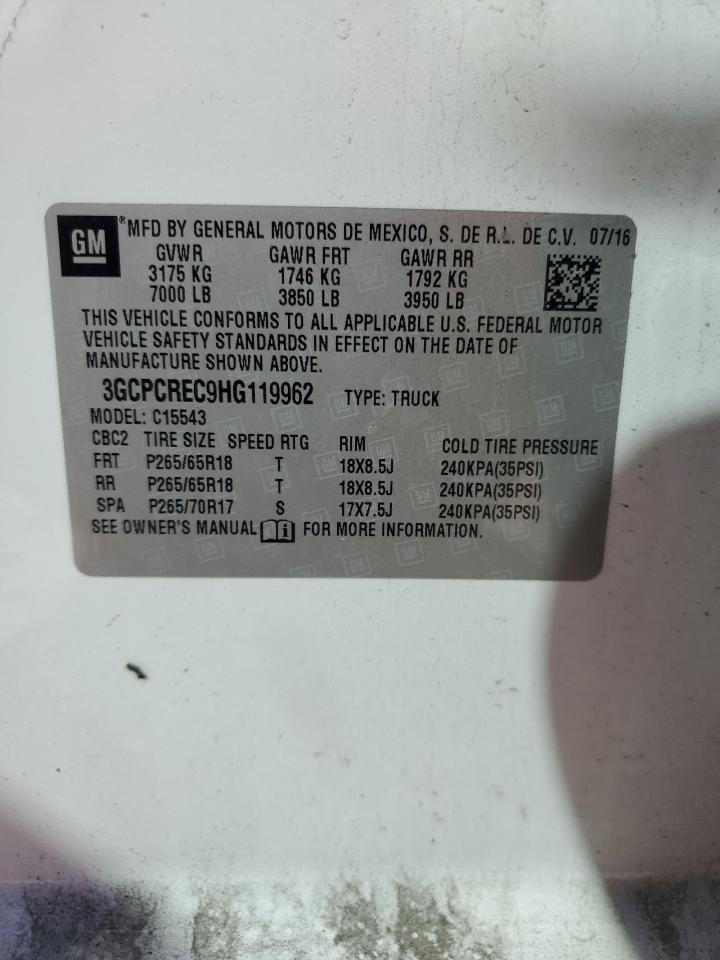 GM ®MFD BY GENERAL MOTORS DE MEXICO, S. DE R.L. DE C.V. 07/16
GVWR GAWR FRT GAWR RR
3175 KG 1746 KG 1792 KG
7000 LB 3850 LB 3950 LB
THIS VEHICLE CONFORMS TO ALL APPLICABLE U.S. FEDERAL MOTOR
VEHICLE SAFETY STANDARDS IN EFFECT ON THE DATE OF
MANUFACTURE SHOWN ABOVE.
3GCPCREC9HG119962 TYPE: TRUCK
MODEL: C15543
CBC2 TIRE SIZE SPEED RTG RIM COLD TIRE PRESSURE
FRT P265/65R18 T 18X8.5J 240KPA(35PSI)
RR P265/65R18 T 18X8.5J 240KPA(35PSI)
SPA P265/70R17 S 17X7.5J 240KPA(35PSI)
SEE OWNER'S MANUAL i FOR MORE INFORMATION.